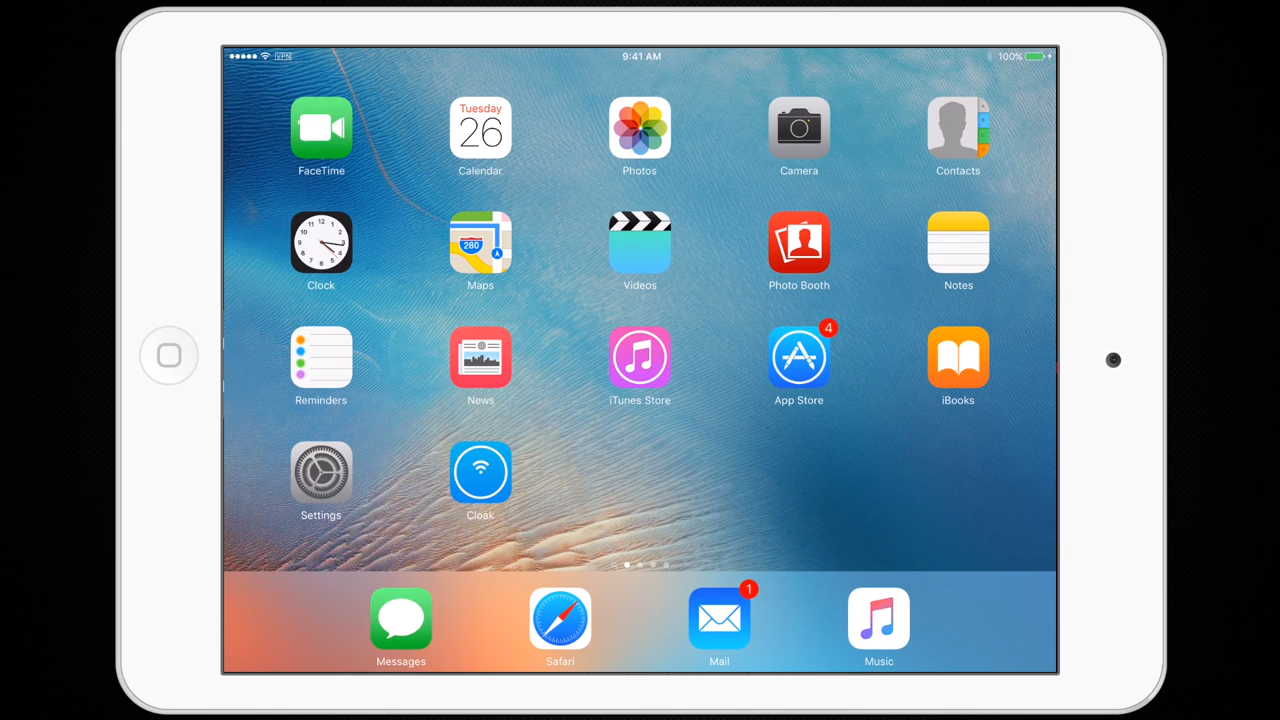 VPN 9:41 AM 100%
Tuesday
26
FaceTime Calendar Photos Camera Contacts
280
Clock Maps Videos Photo Booth Notes
4
Reminders News iTunes Store App Store iBooks
Settings Cloak
1
Messages Safari Mail Music